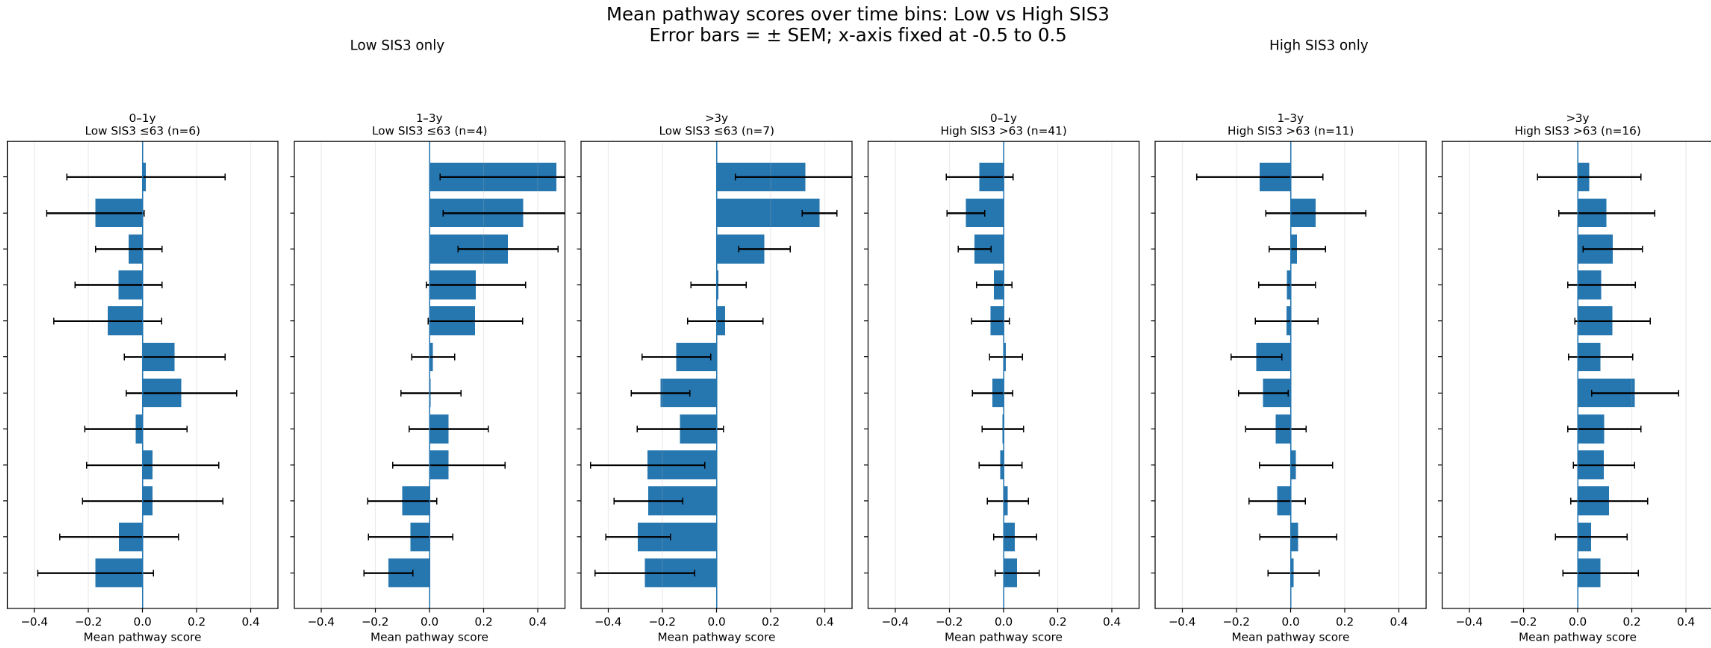 Mean pathway scores over time bins: Low vs High SIS3
Error bars = ± SEM; x-axis fixed at -0.5 to 0.5
Low SIS3 only
High SIS3 only
0–1y
Low SIS3 ≤63 (n=6)
1–3y
Low SIS3 ≤63 (n=4)
>3y
Low SIS3 ≤63 (n=7)
0–1y
High SIS3 >63 (n=41)
1–3y
High SIS3 >63 (n=11)
>3y
High SIS3 >63 (n=16)
−0.4 −0.2 0.0 0.2 0.4
Mean pathway score
−0.4 −0.2 0.0 0.2 0.4
Mean pathway score
−0.4 −0.2 0.0 0.2 0.4
Mean pathway score
−0.4 −0.2 0.0 0.2 0.4
Mean pathway score
−0.4 −0.2 0.0 0.2 0.4
Mean pathway score
−0.4 −0.2 0.0 0.2 0.4
Mean pathway score